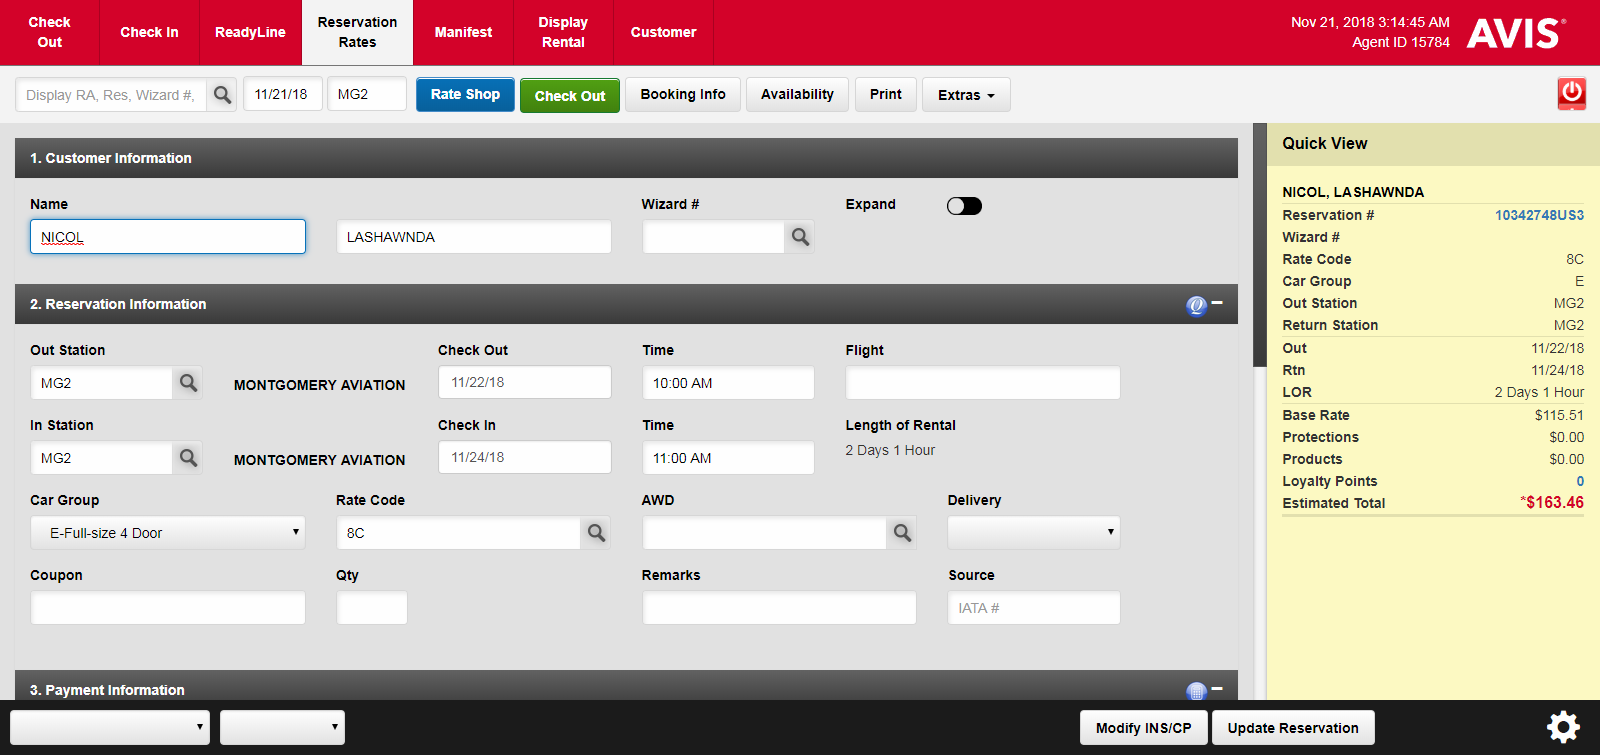 Check Out
Check In
ReadyLine
Reservation Rates
Manifest
Display Rental
Customer
Nov 21, 2018 3:14:45 AM
Agent ID 15784
AVIS
Display RA, Res, Wizard #,
11/21/18
MG2
Rate Shop
Check Out
Booking Info
Availability
Print
Extras
1. Customer Information
Name
Wizard #
Expand
NICOL
LASHAWNDA
2. Reservation Information
Out Station
Check Out
Time
Flight
MG2
MONTGOMERY AVIATION
11/22/18
10:00 AM
In Station
Check In
Time
Length of Rental
MG2
MONTGOMERY AVIATION
11/24/18
11:00 AM
2 Days 1 Hour
Car Group
Rate Code
AWD
Delivery
E-Full-size 4 Door
8C
Coupon
Qty
Remarks
Source
IATA #
3. Payment Information
Quick View
NICOL, LASHAWNDA
Reservation # 10342748US3
Wizard #
Rate Code 8C
Car Group E
Out Station MG2
Return Station MG2
Out 11/22/18
Rtn 11/24/18
LOR 2 Days 1 Hour
Base Rate $115.51
Protections $0.00
Products $0.00
Loyalty Points 0
Estimated Total *$163.46
Modify INS/CP
Update Reservation